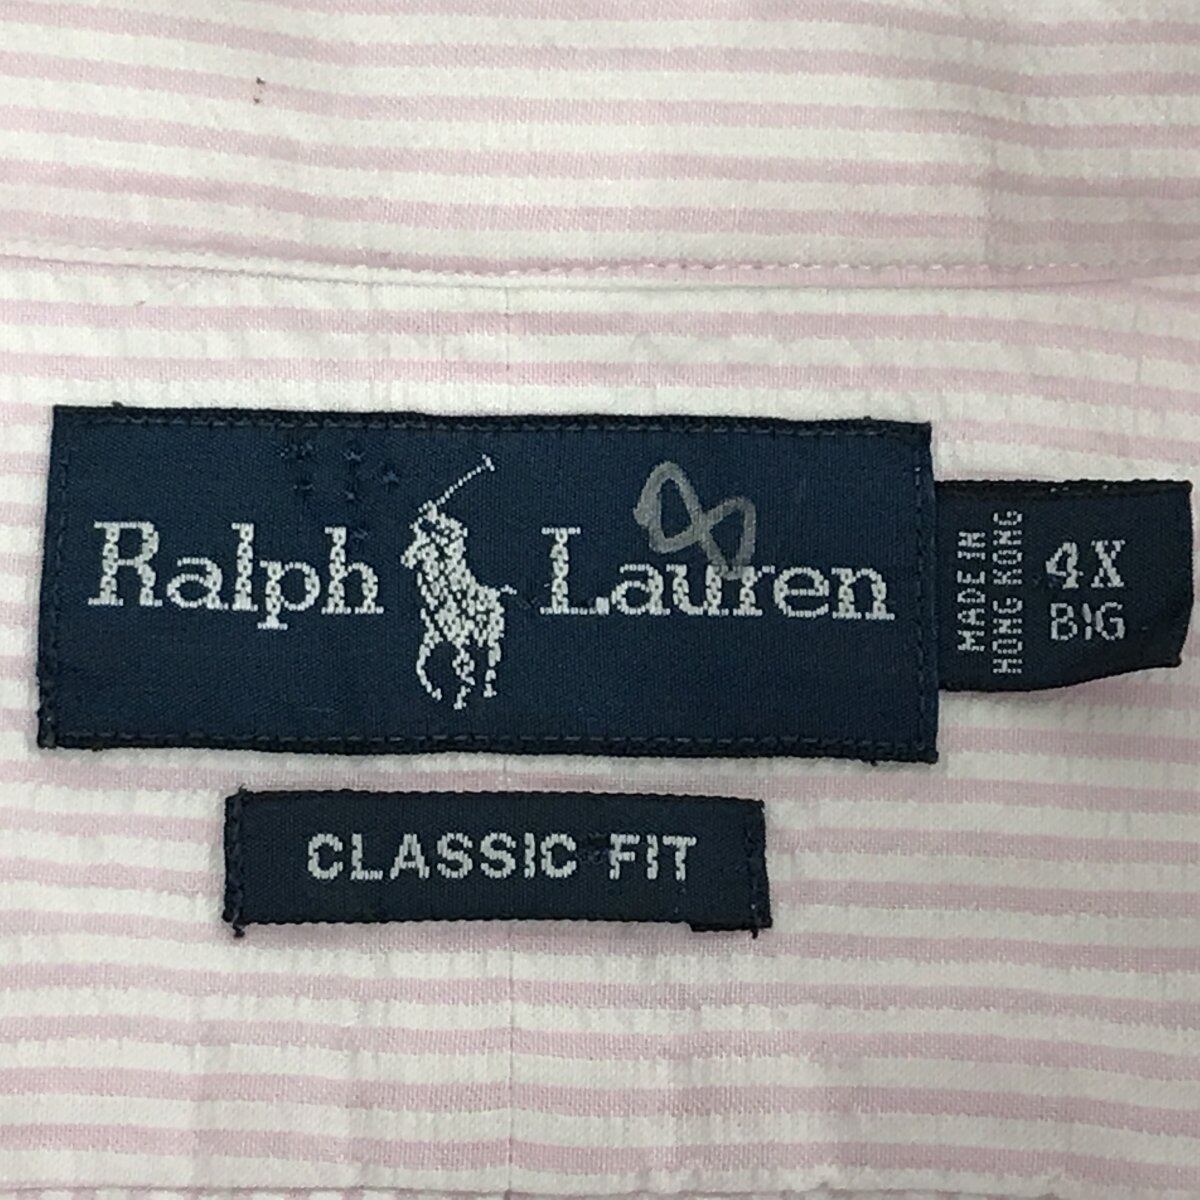 Ralph Lauren
MADE IN
HONG KONG
4X
BIG
CLASSIC FIT